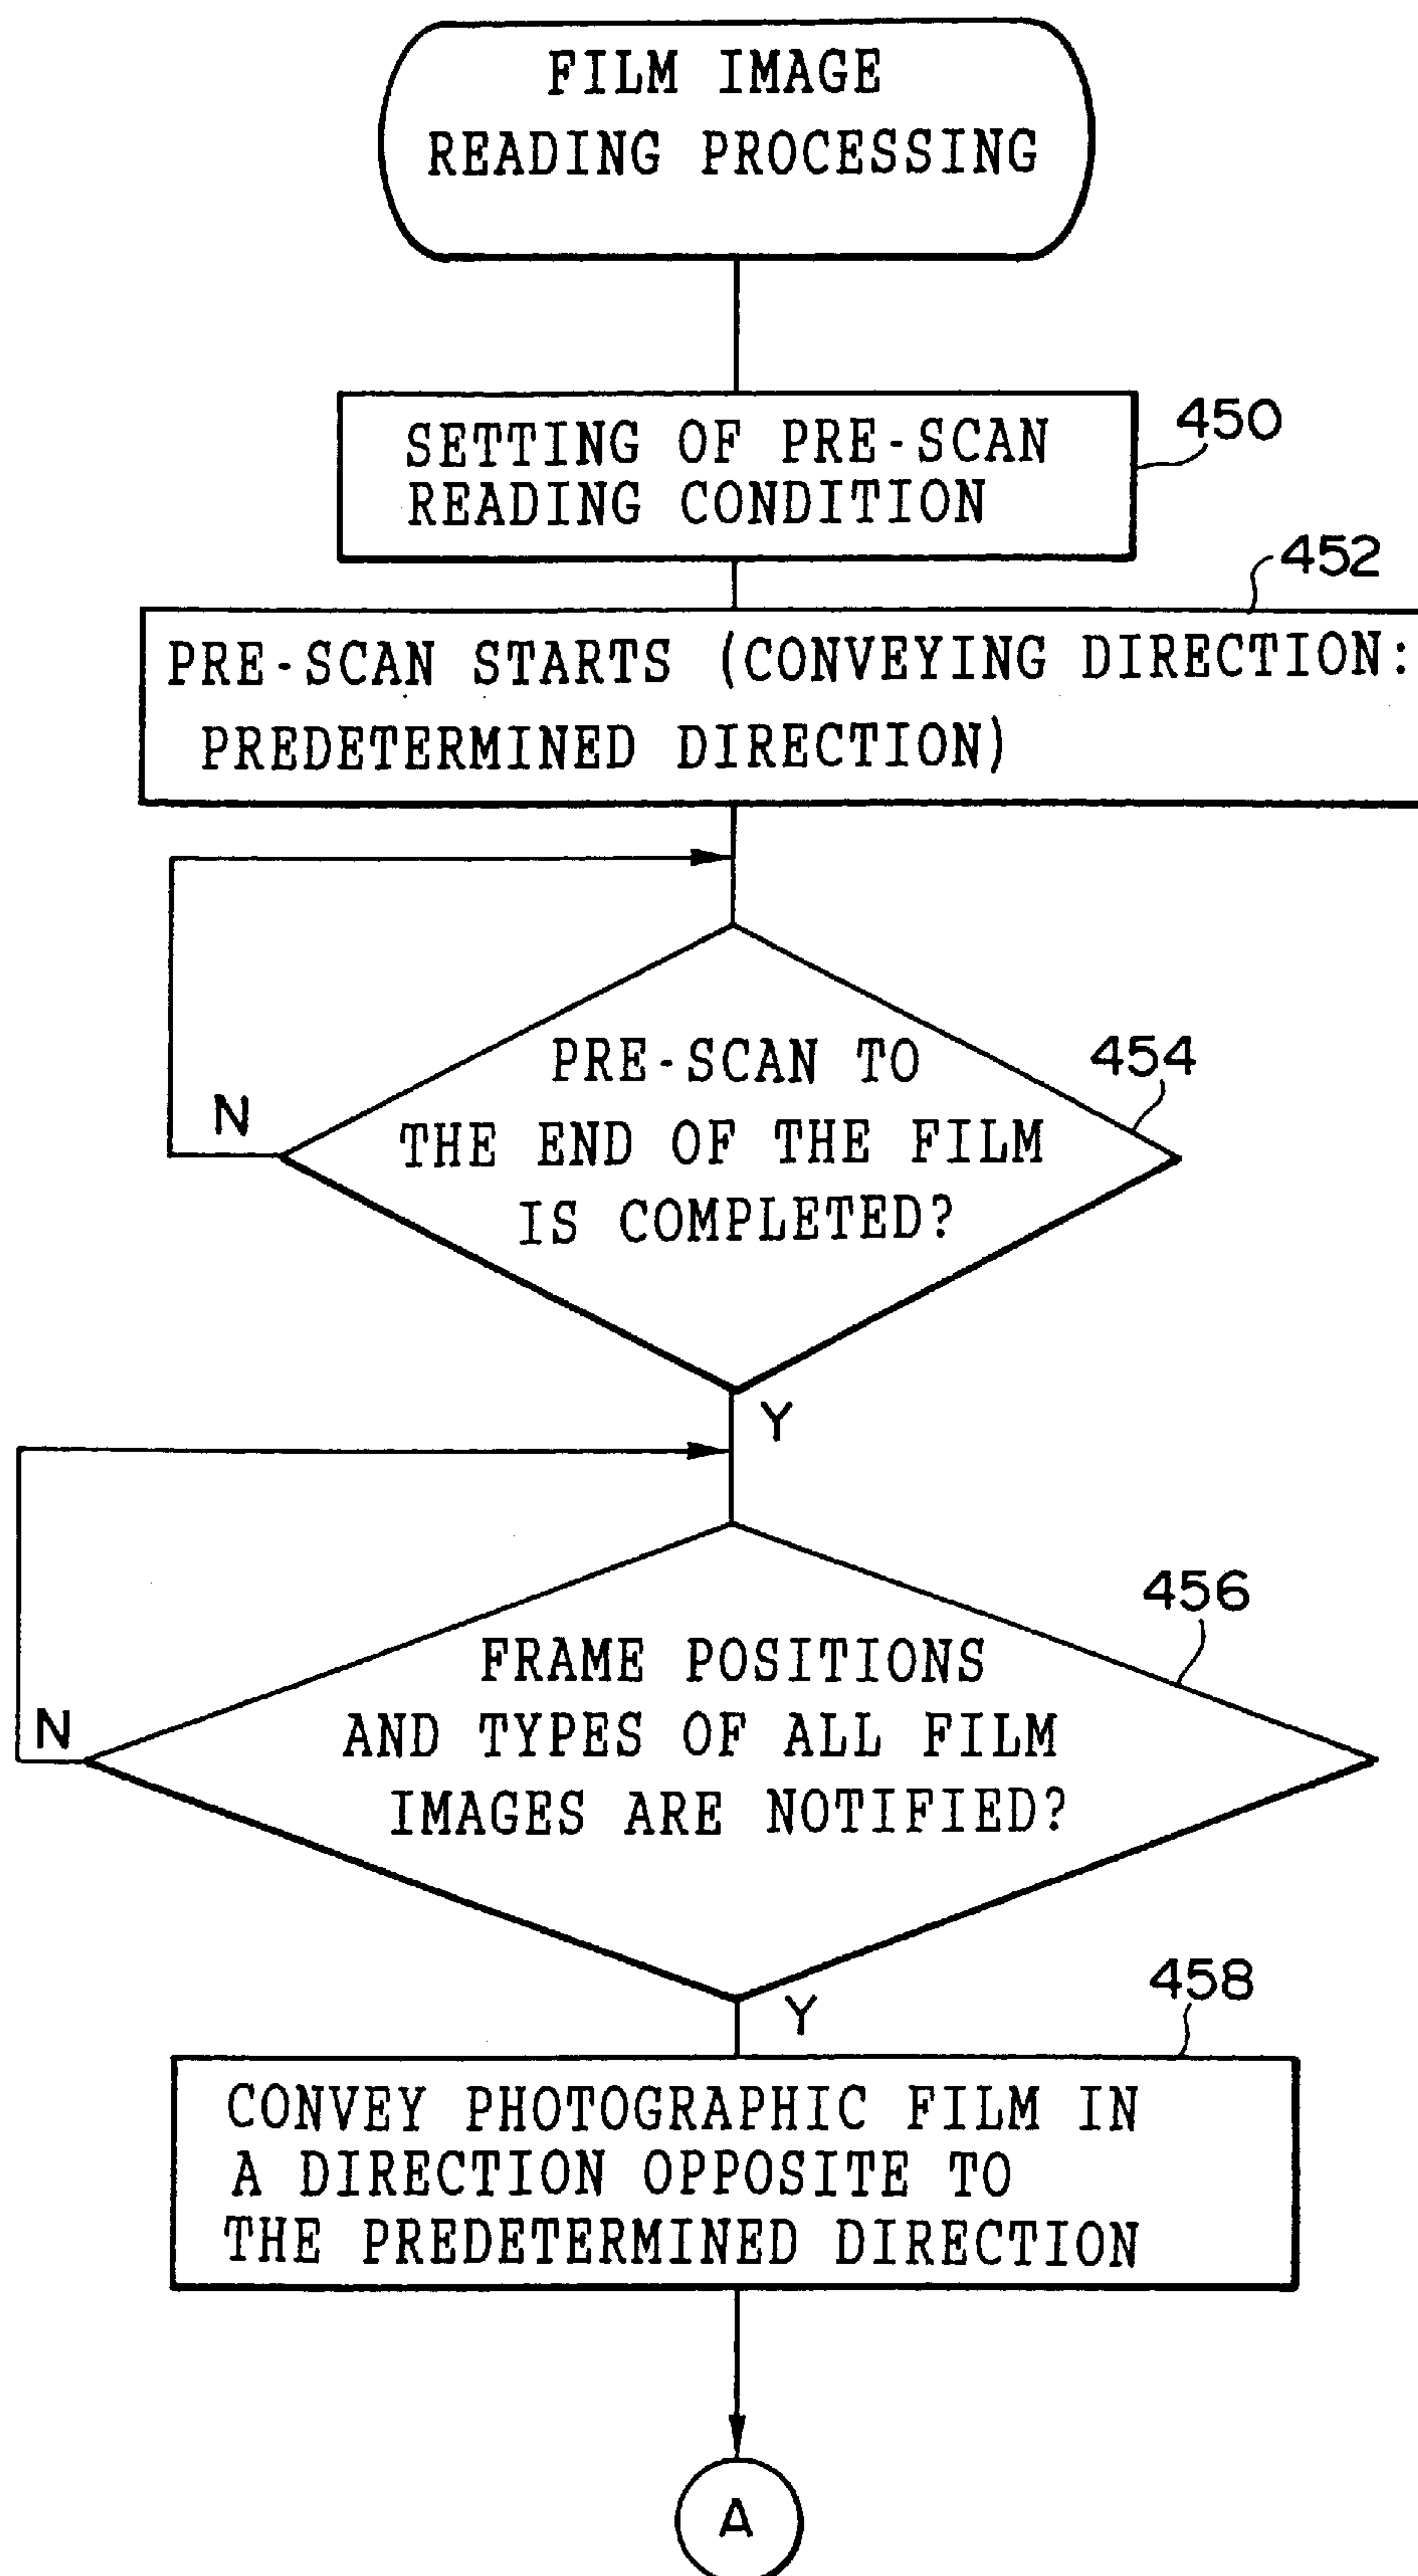 FILM IMAGE
READING PROCESSING
SETTING OF PRE-SCAN
READING CONDITION
450
452
PRE-SCAN STARTS (CONVEYING DIRECTION:
PREDETERMINED DIRECTION)
PRE-SCAN TO
THE END OF THE FILM
IS COMPLETED?
454
N
Y
FRAME POSITIONS
AND TYPES OF ALL FILM
IMAGES ARE NOTIFIED?
456
N
Y
458
CONVEY PHOTOGRAPHIC FILM IN
A DIRECTION OPPOSITE TO
THE PREDETERMINED DIRECTION
A